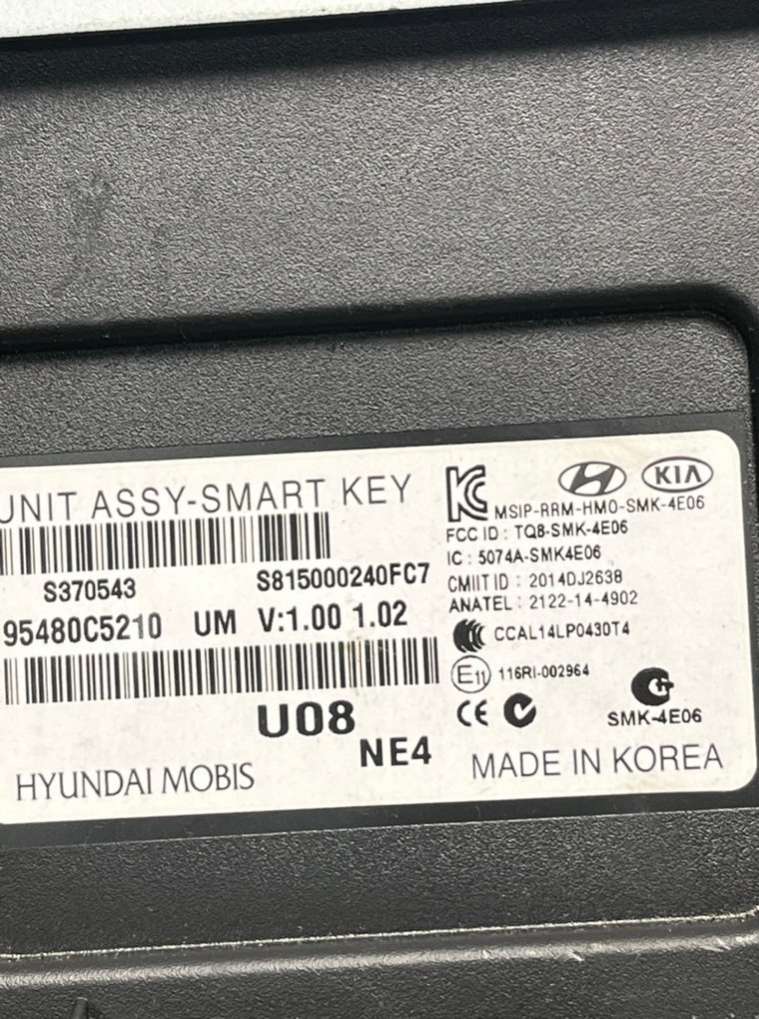 UNIT ASSY-SMART KEY
S370543 S815000240FC7
95480C5210 UM V:1.00 1.02
U08
NE4
HYUNDAI MOBIS
KIA
MSIP-RRM-HMO-SMK-4E06
FCC ID : TQ8-SMK-4E06
IC : 5074A-SMK4E06
CMIIT ID : 2014DJ2638
ANATEL : 2122-14-4902
CCAL14LP0430T4
E11 116RI-002964
CE
SMK-4E06
MADE IN KOREA